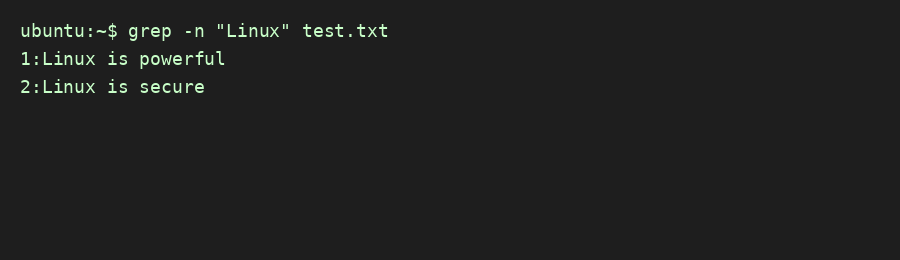 ubuntu:~$ grep -n "Linux" test.txt
1:Linux is powerful
2:Linux is secure